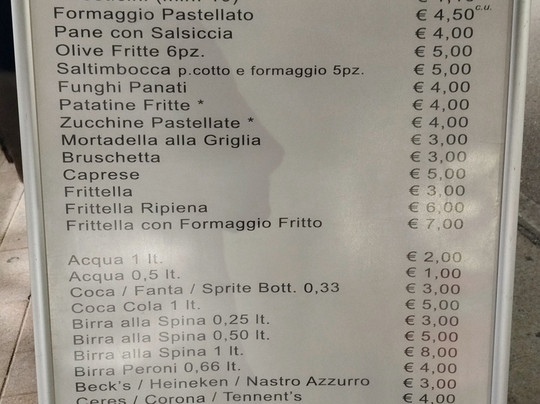 Formaggio Pastellato € 4,50 c.u.
Pane con Salsiccia € 4,00
Olive Fritte 6pz. € 5,00
Saltimbocca p.cotto e formaggio 5pz. € 5,00
Funghi Panati € 4,00
Patatine Fritte * € 4,00
Zucchine Pastellate * € 4,00
Mortadella alla Griglia € 3,00
Bruschetta € 3,00
Caprese € 5,00
Frittella € 3,00
Frittella Ripiena € 6,00
Frittella con Formaggio Fritto € 7,00
Acqua 1 lt. € 2,00
Acqua 0,5 lt. € 1,00
Coca / Fanta / Sprite Bott. 0,33 € 3,00
Coca Cola 1 lt. € 5,00
Birra alla Spina 0,25 lt. € 3,00
Birra alla Spina 0,50 lt. € 5,00
Birra alla Spina 1 lt. € 8,00
Birra Peroni 0,66 lt. € 4,00
Beck's / Heineken / Nastro Azzurro € 3,00
Ceres / Corona / Tennent's € 4,00